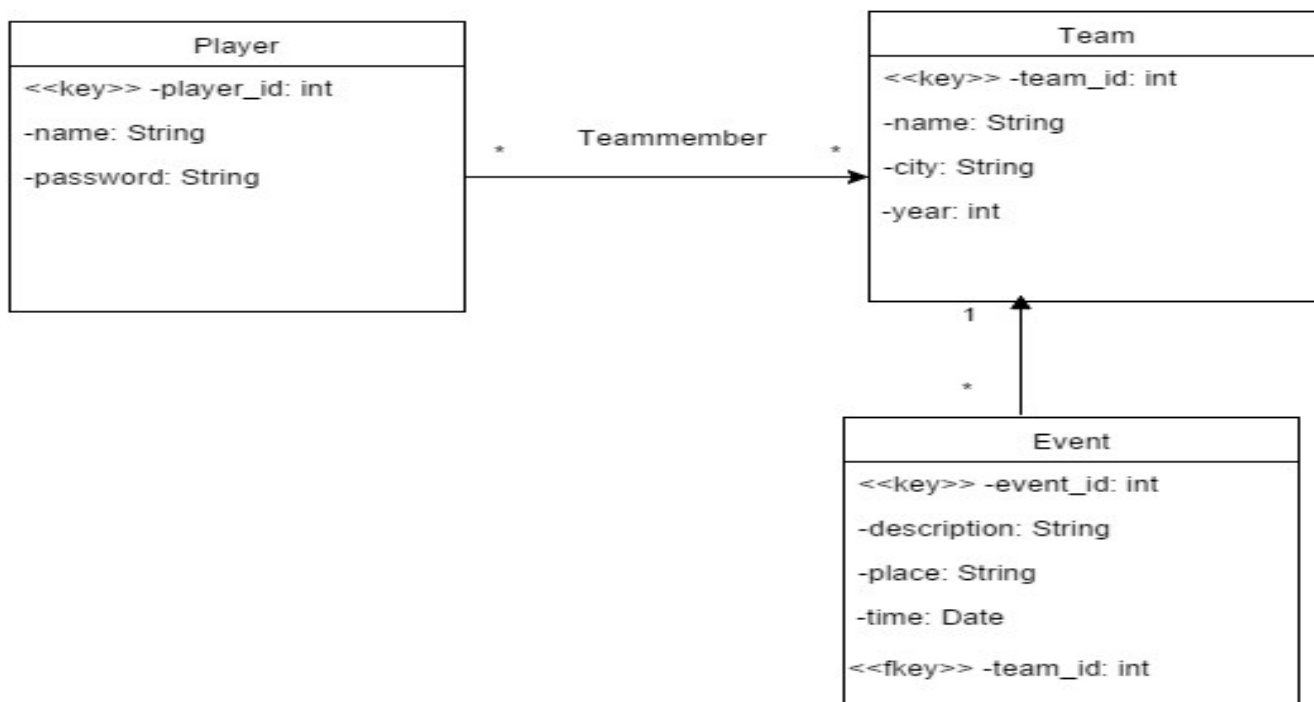 Player
<<key>> -player_id: int
-name: String
-password: String
* Teammember *
Team
<<key>> -team_id: int
-name: String
-city: String
-year: int
1
*
Event
<<key>> -event_id: int
-description: String
-place: String
-time: Date
<<fkey>> -team_id: int